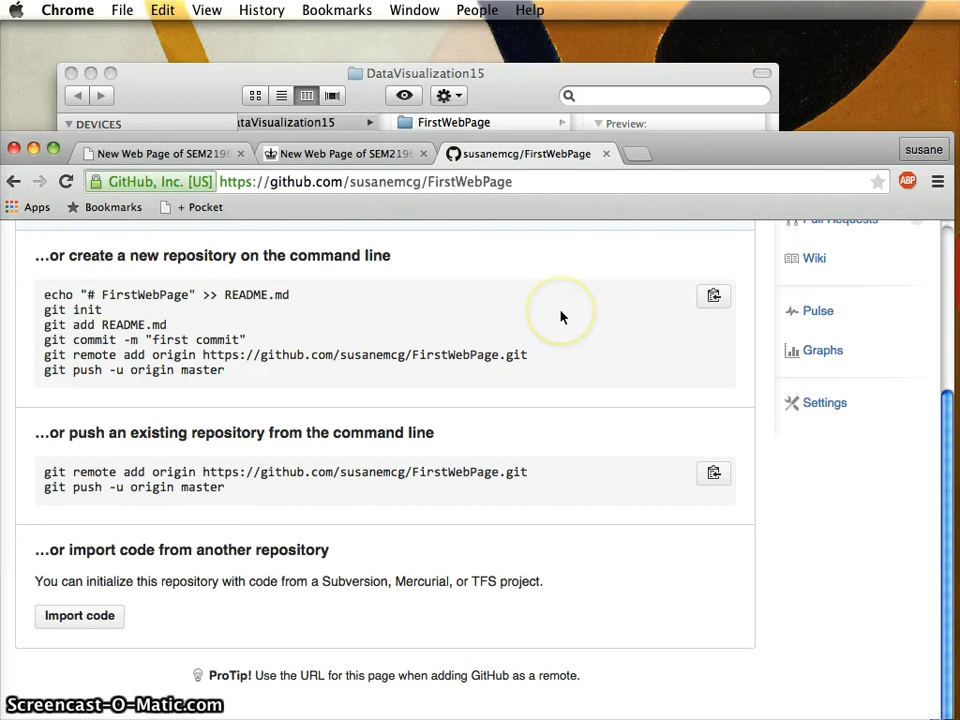 Chrome File Edit View History Bookmarks Window People Help
DataVisualization15
DEVICES
ataVisualization15
FirstWebPage
Preview:
New Web Page of SEM219
New Web Page of SEM219
susanemcg/FirstWebPage
susane
GitHub, Inc. [US] https://github.com/susanemcg/FirstWebPage
ABP
Apps Bookmarks + Pocket
Pull Requests
...or create a new repository on the command line
Wiki
echo "# FirstWebPage" >> README.md
git init
git add README.md
git commit -m "first commit"
git remote add origin https://github.com/susanemcg/FirstWebPage.git
git push -u origin master
Pulse
Graphs
Settings
...or push an existing repository from the command line
git remote add origin https://github.com/susanemcg/FirstWebPage.git
git push -u origin master
...or import code from another repository
You can initialize this repository with code from a Subversion, Mercurial, or TFS project.
Import code
ProTip! Use the URL for this page when adding GitHub as a remote.
Screencast-O-Matic.com